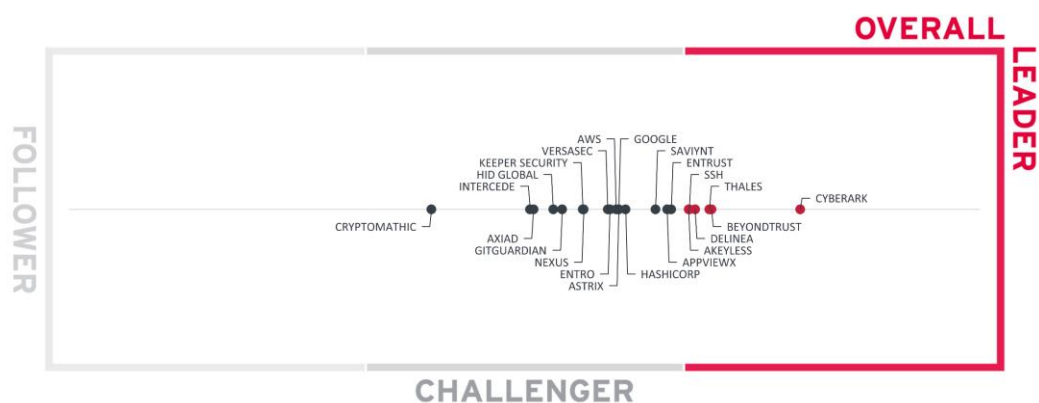 OVERALL
LEADER
FOLLOWER
AWS GOOGLE
VERSASEC SAVIYNT
KEEPER SECURITY ENTRUST
HID GLOBAL SSH
INTERCEDE THALES
CYBERARK
CRYPTOMATHIC BEYONDTRUST
AXIAD DELINEA
GITGUARDIAN AKEYLESS
NEXUS APPVIEWX
ENTRO HASHICORP
ASTRIX
CHALLENGER